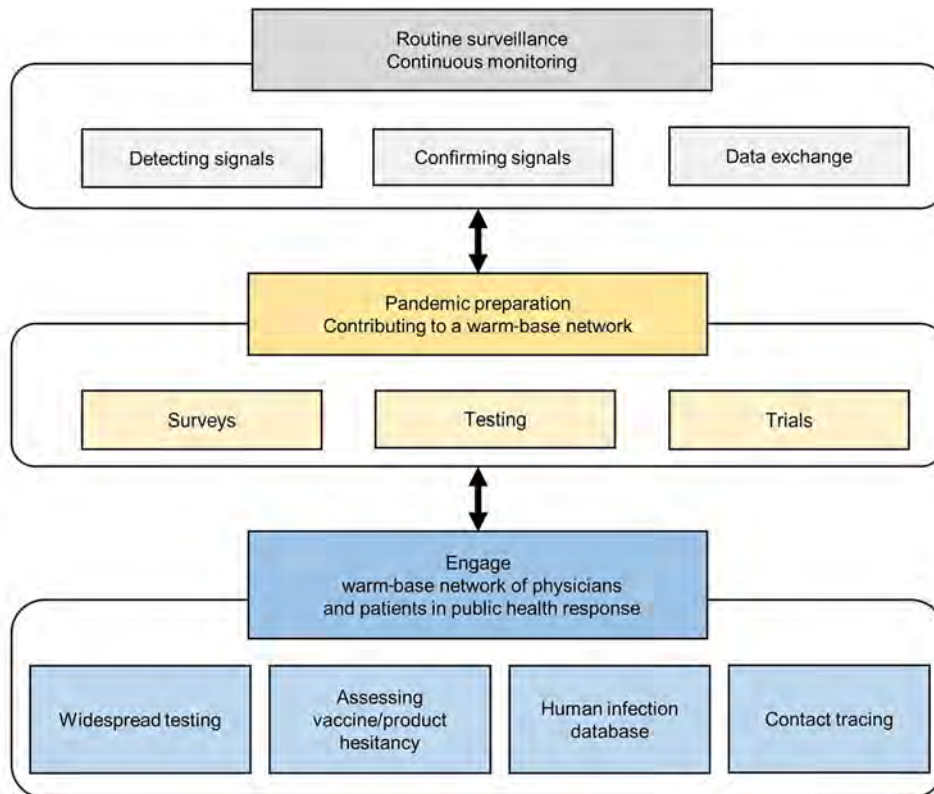 Routine surveillance
Continuous monitoring
Detecting signals
Confirming signals
Data exchange
Pandemic preparation
Contributing to a warm-base network
Surveys
Testing
Trials
Engage
warm-base network of physicians
and patients in public health response
Widespread testing
Assessing
vaccine/product
hesitancy
Human infection
database
Contact tracing